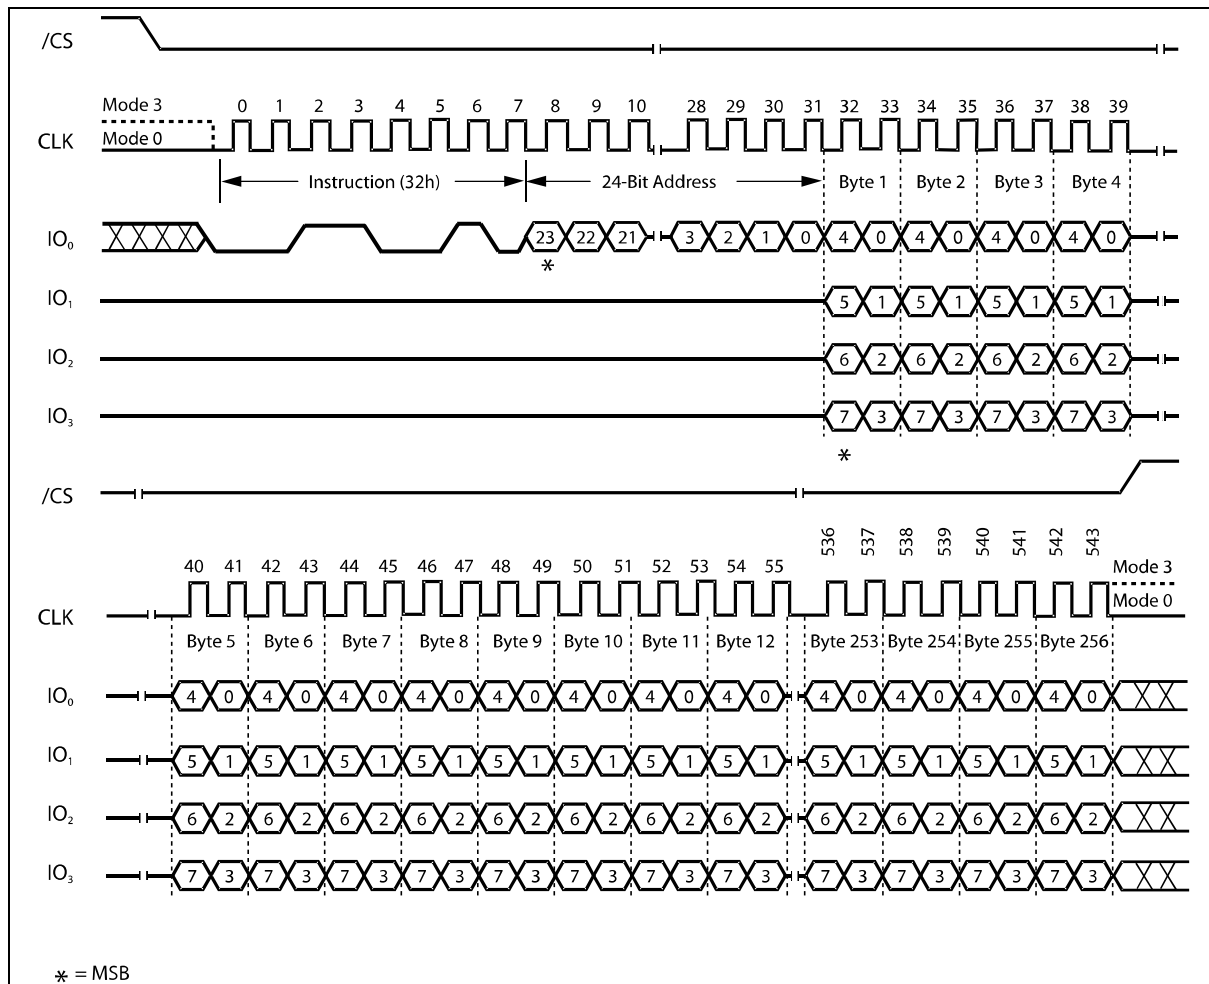 /CS
Mode 3
0 1 2 3 4 5 6 7 8 9 10 28 29 30 31 32 33 34 35 36 37 38 39
CLK
Mode 0
Instruction (32h) 24-Bit Address Byte 1 Byte 2 Byte 3 Byte 4
IO₀ 23 22 21 3 2 1 0 4 0 4 0 4 0 4 0
*
IO₁ 5 1 5 1 5 1 5 1
IO₂ 6 2 6 2 6 2 6 2
IO₃ 7 3 7 3 7 3 7 3
*
/CS
40 41 42 43 44 45 46 47 48 49 50 51 52 53 54 55 536 537 538 539 540 541 542 543
Mode 3
CLK
Mode 0
Byte 5 Byte 6 Byte 7 Byte 8 Byte 9 Byte 10 Byte 11 Byte 12 Byte 253 Byte 254 Byte 255 Byte 256
IO₀ 4 0 4 0 4 0 4 0 4 0 4 0 4 0 4 0 4 0 4 0 4 0 4 0
IO₁ 5 1 5 1 5 1 5 1 5 1 5 1 5 1 5 1 5 1 5 1 5 1 5 1
IO₂ 6 2 6 2 6 2 6 2 6 2 6 2 6 2 6 2 6 2 6 2 6 2 6 2
IO₃ 7 3 7 3 7 3 7 3 7 3 7 3 7 3 7 3 7 3 7 3 7 3 7 3
* = MSB